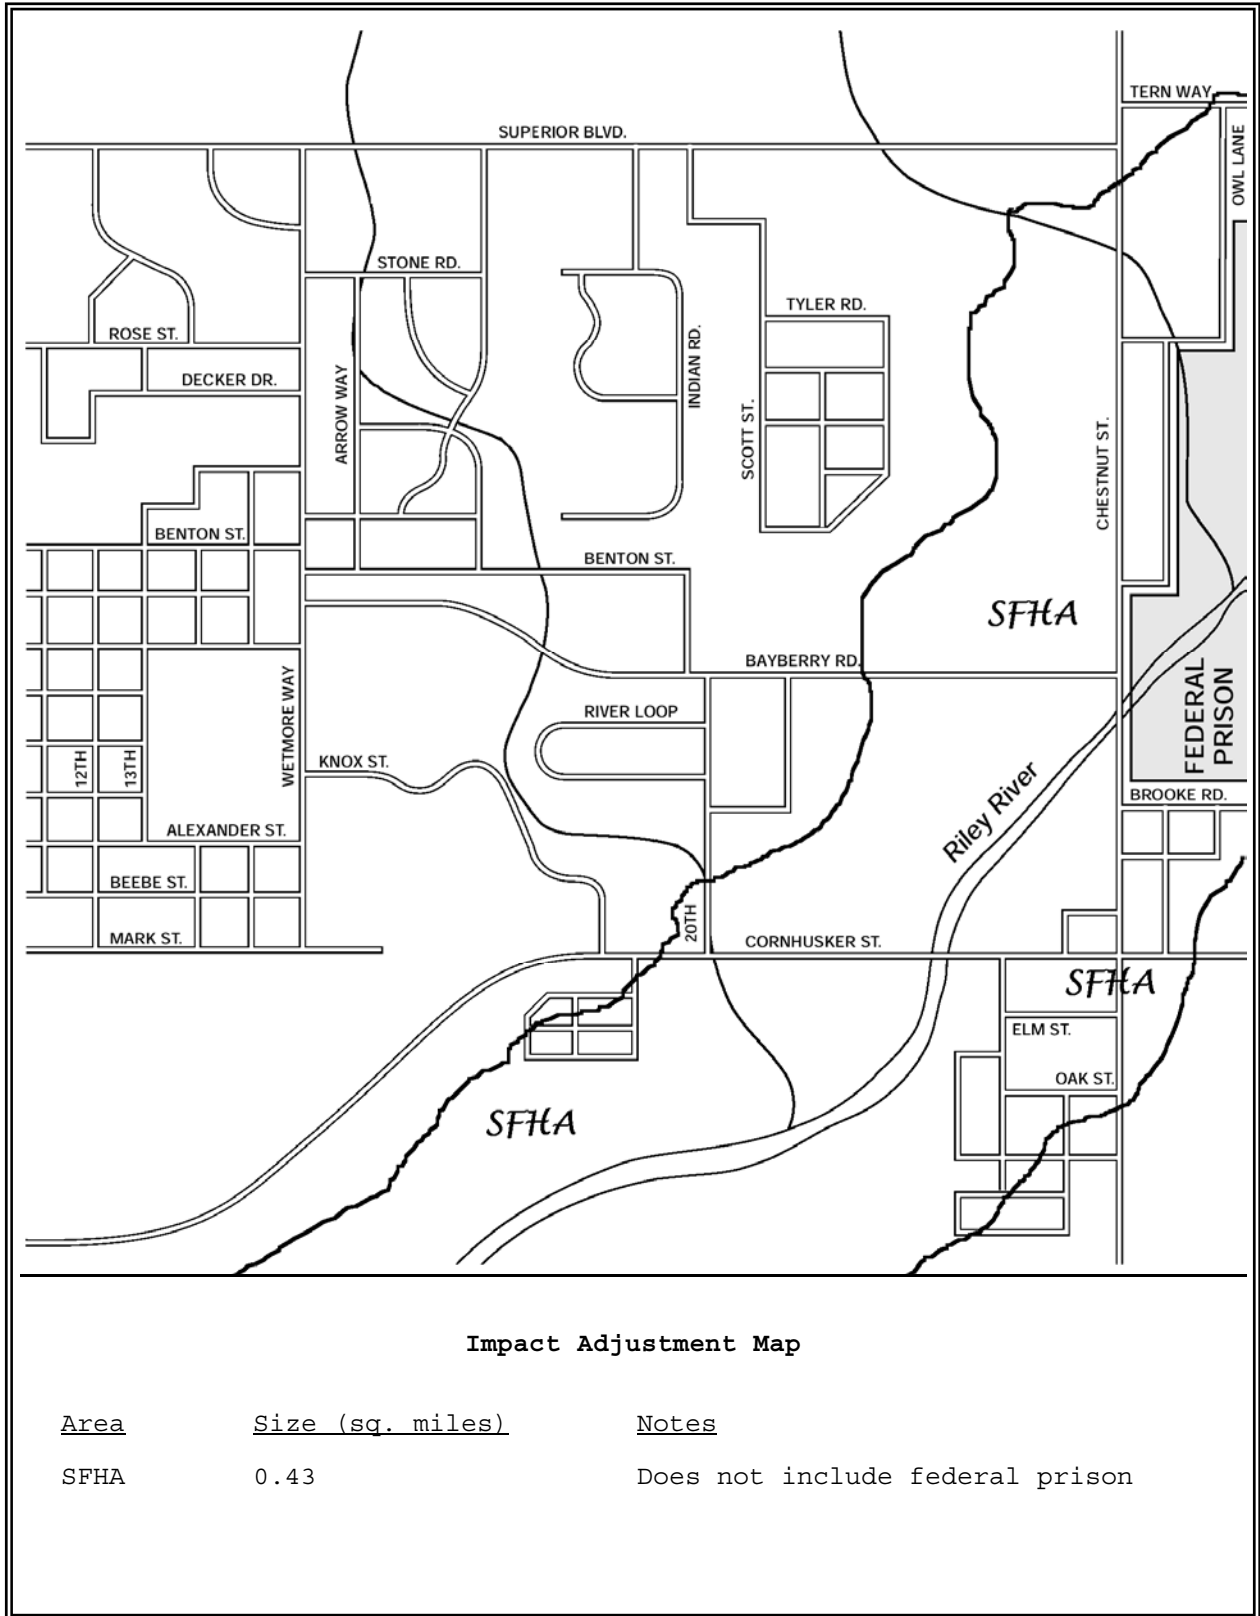 TERN WAY
SUPERIOR BLVD.
OWL LANE
STONE RD.
TYLER RD.
ROSE ST.
INDIAN RD.
DECKER DR.
ARROW WAY
SCOTT ST.
CHESTNUT ST.
BENTON ST.
BENTON ST.
SFHA
BAYBERRY RD.
FEDERAL
PRISON
WETMORE WAY
RIVER LOOP
12TH
13TH
KNOX ST.
BROOKE RD.
Riley River
ALEXANDER ST.
BEEBE ST.
20TH
MARK ST.
CORNHUSKER ST.
SFHA
ELM ST.
OAK ST.
SFHA
Impact Adjustment Map
Area Size (sq. miles) Notes
SFHA 0.43 Does not include federal prison